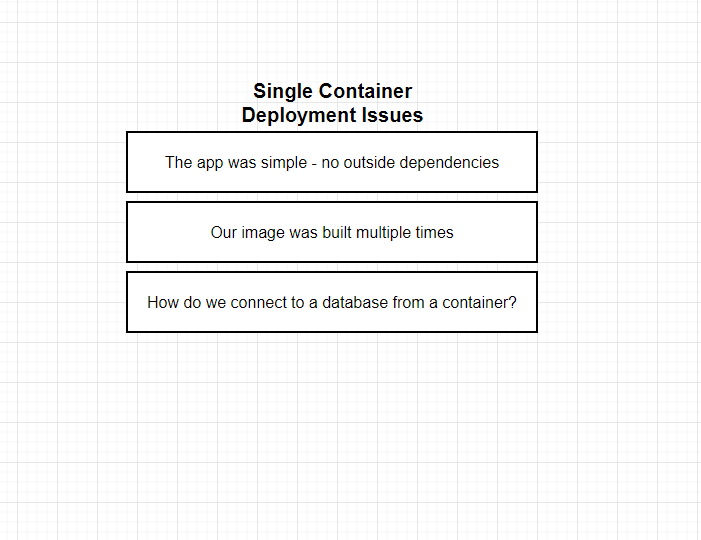 Single Container
Deployment Issues
The app was simple - no outside dependencies
Our image was built multiple times
How do we connect to a database from a container?